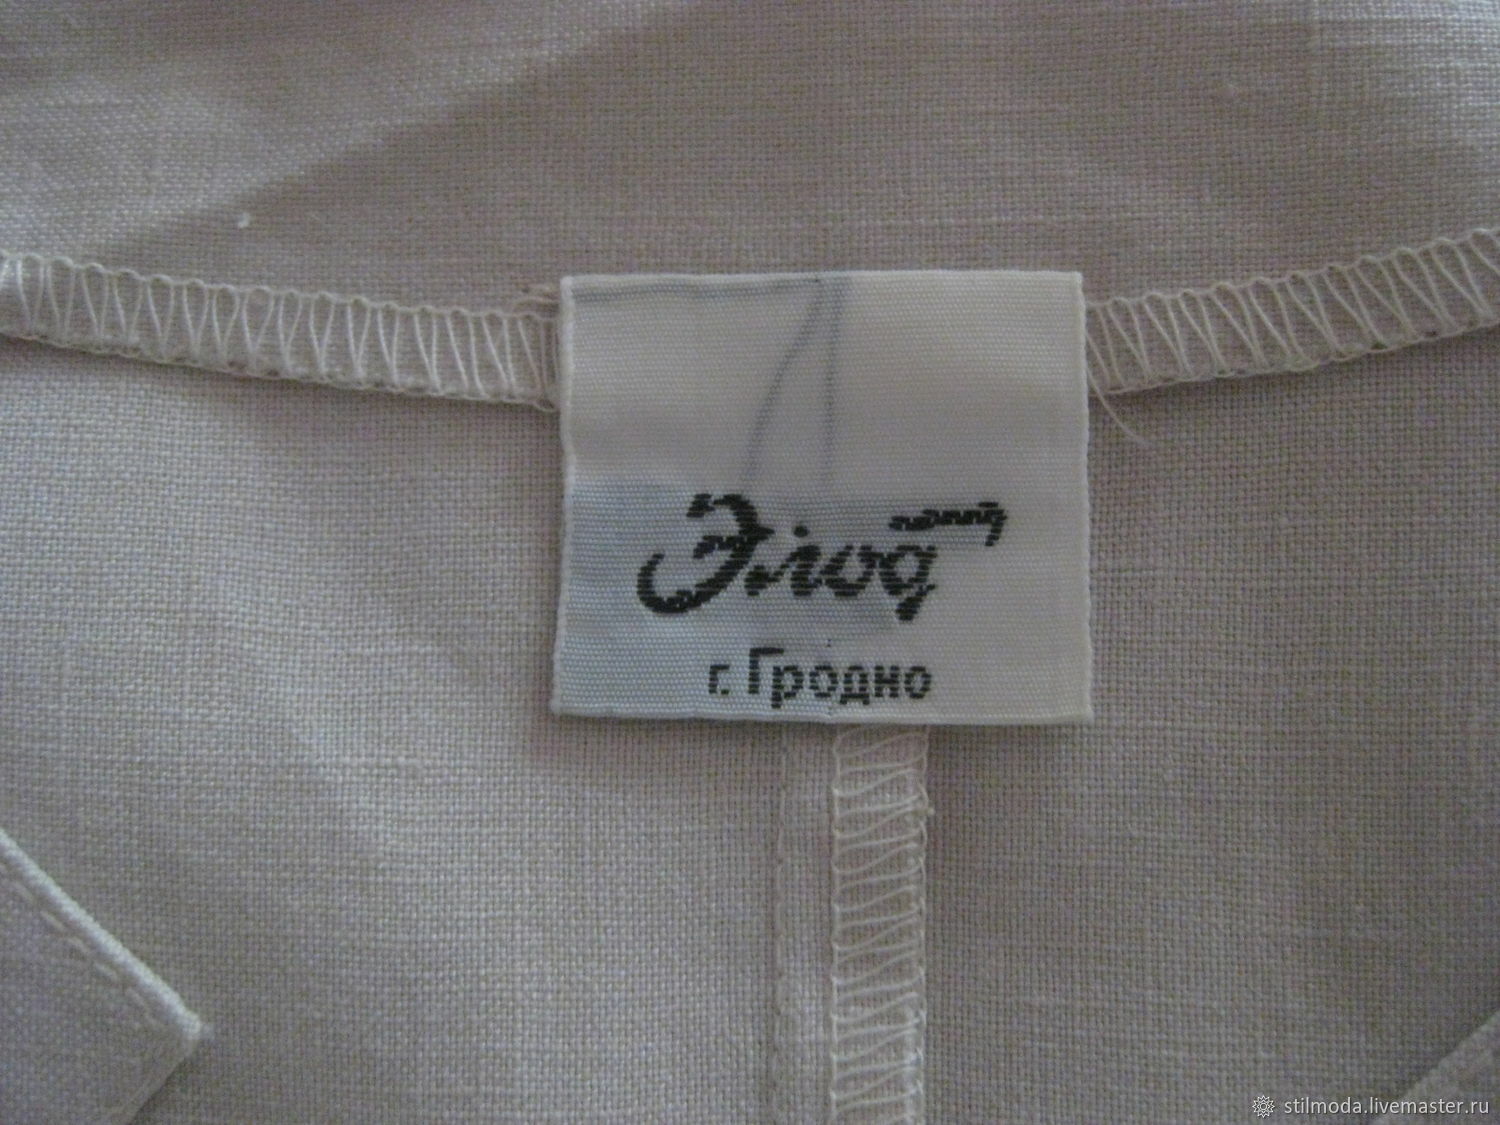 Элод
г. Гродно
stilmoda.livemaster.ru